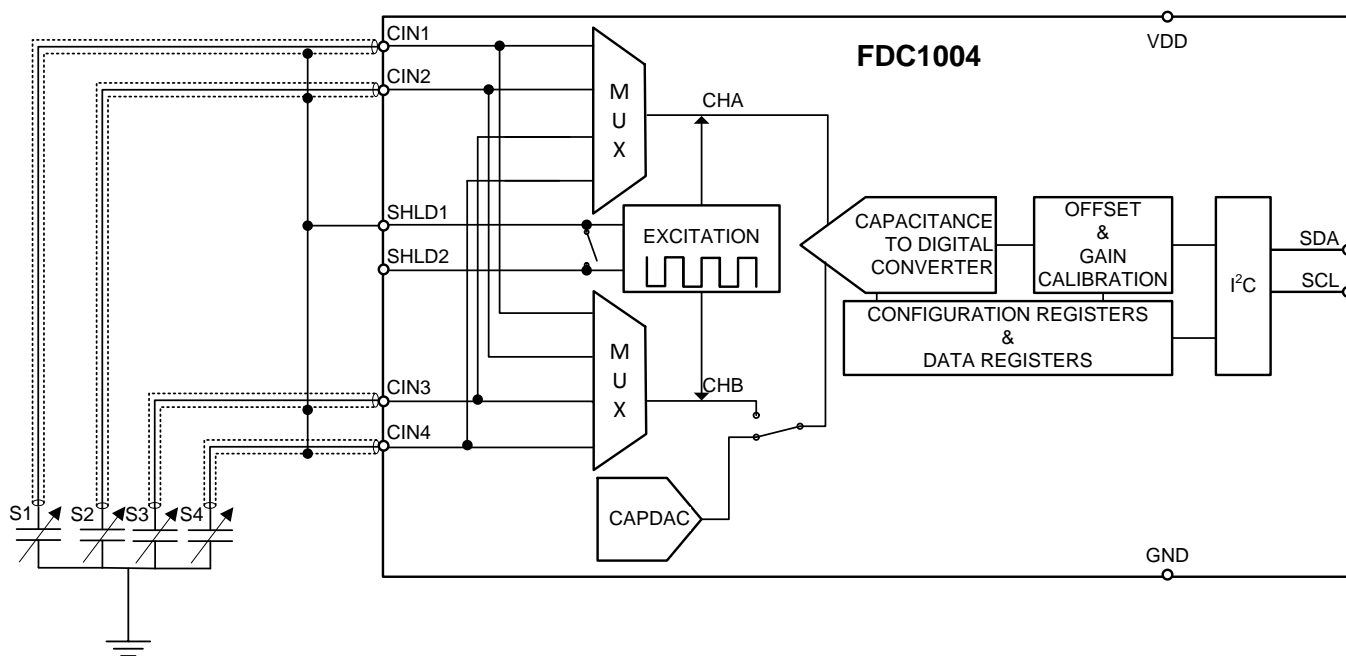 FDC1004
VDD
CIN1
CIN2
M
U
X
CHA
SHLD1
SHLD2
EXCITATION
CAPACITANCE
TO DIGITAL
CONVERTER
OFFSET
&
GAIN
CALIBRATION
I²C
SDA
SCL
CONFIGURATION REGISTERS
&
DATA REGISTERS
M
U
X
CHB
CIN3
CIN4
CAPDAC
S1
S2
S3
S4
GND